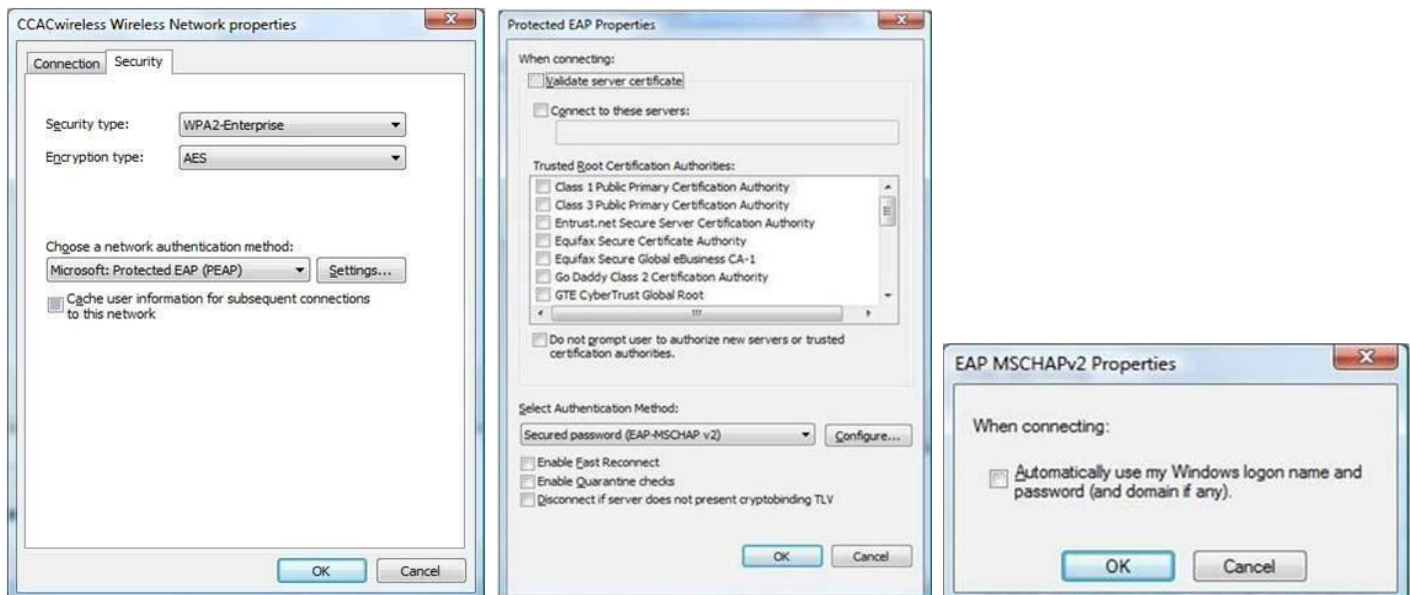 CCACwireless Wireless Network properties
Connection
Security
Security type:
WPA2-Enterprise
Encryption type:
AES
Choose a network authentication method:
Microsoft: Protected EAP (PEAP)
Settings...
Cache user information for subsequent connections
to this network
OK
Cancel
Protected EAP Properties
When connecting:
Validate server certificate
Connect to these servers:
Trusted Root Certification Authorities:
Class 1 Public Primary Certification Authority
Class 3 Public Primary Certification Authority
Entrust.net Secure Server Certification Authority
Equifax Secure Certificate Authority
Equifax Secure Global eBusiness CA-1
Go Daddy Class 2 Certification Authority
GTE CyberTrust Global Root
Do not prompt user to authorize new servers or trusted
certification authorities.
Select Authentication Method:
Secured password (EAP-MSCHAP v2)
Configure...
Enable Fast Reconnect
Enable Quarantine checks
Disconnect if server does not present cryptobinding TLV
OK
Cancel
EAP MSCHAPv2 Properties
When connecting:
Automatically use my Windows logon name and
password (and domain if any).
OK
Cancel